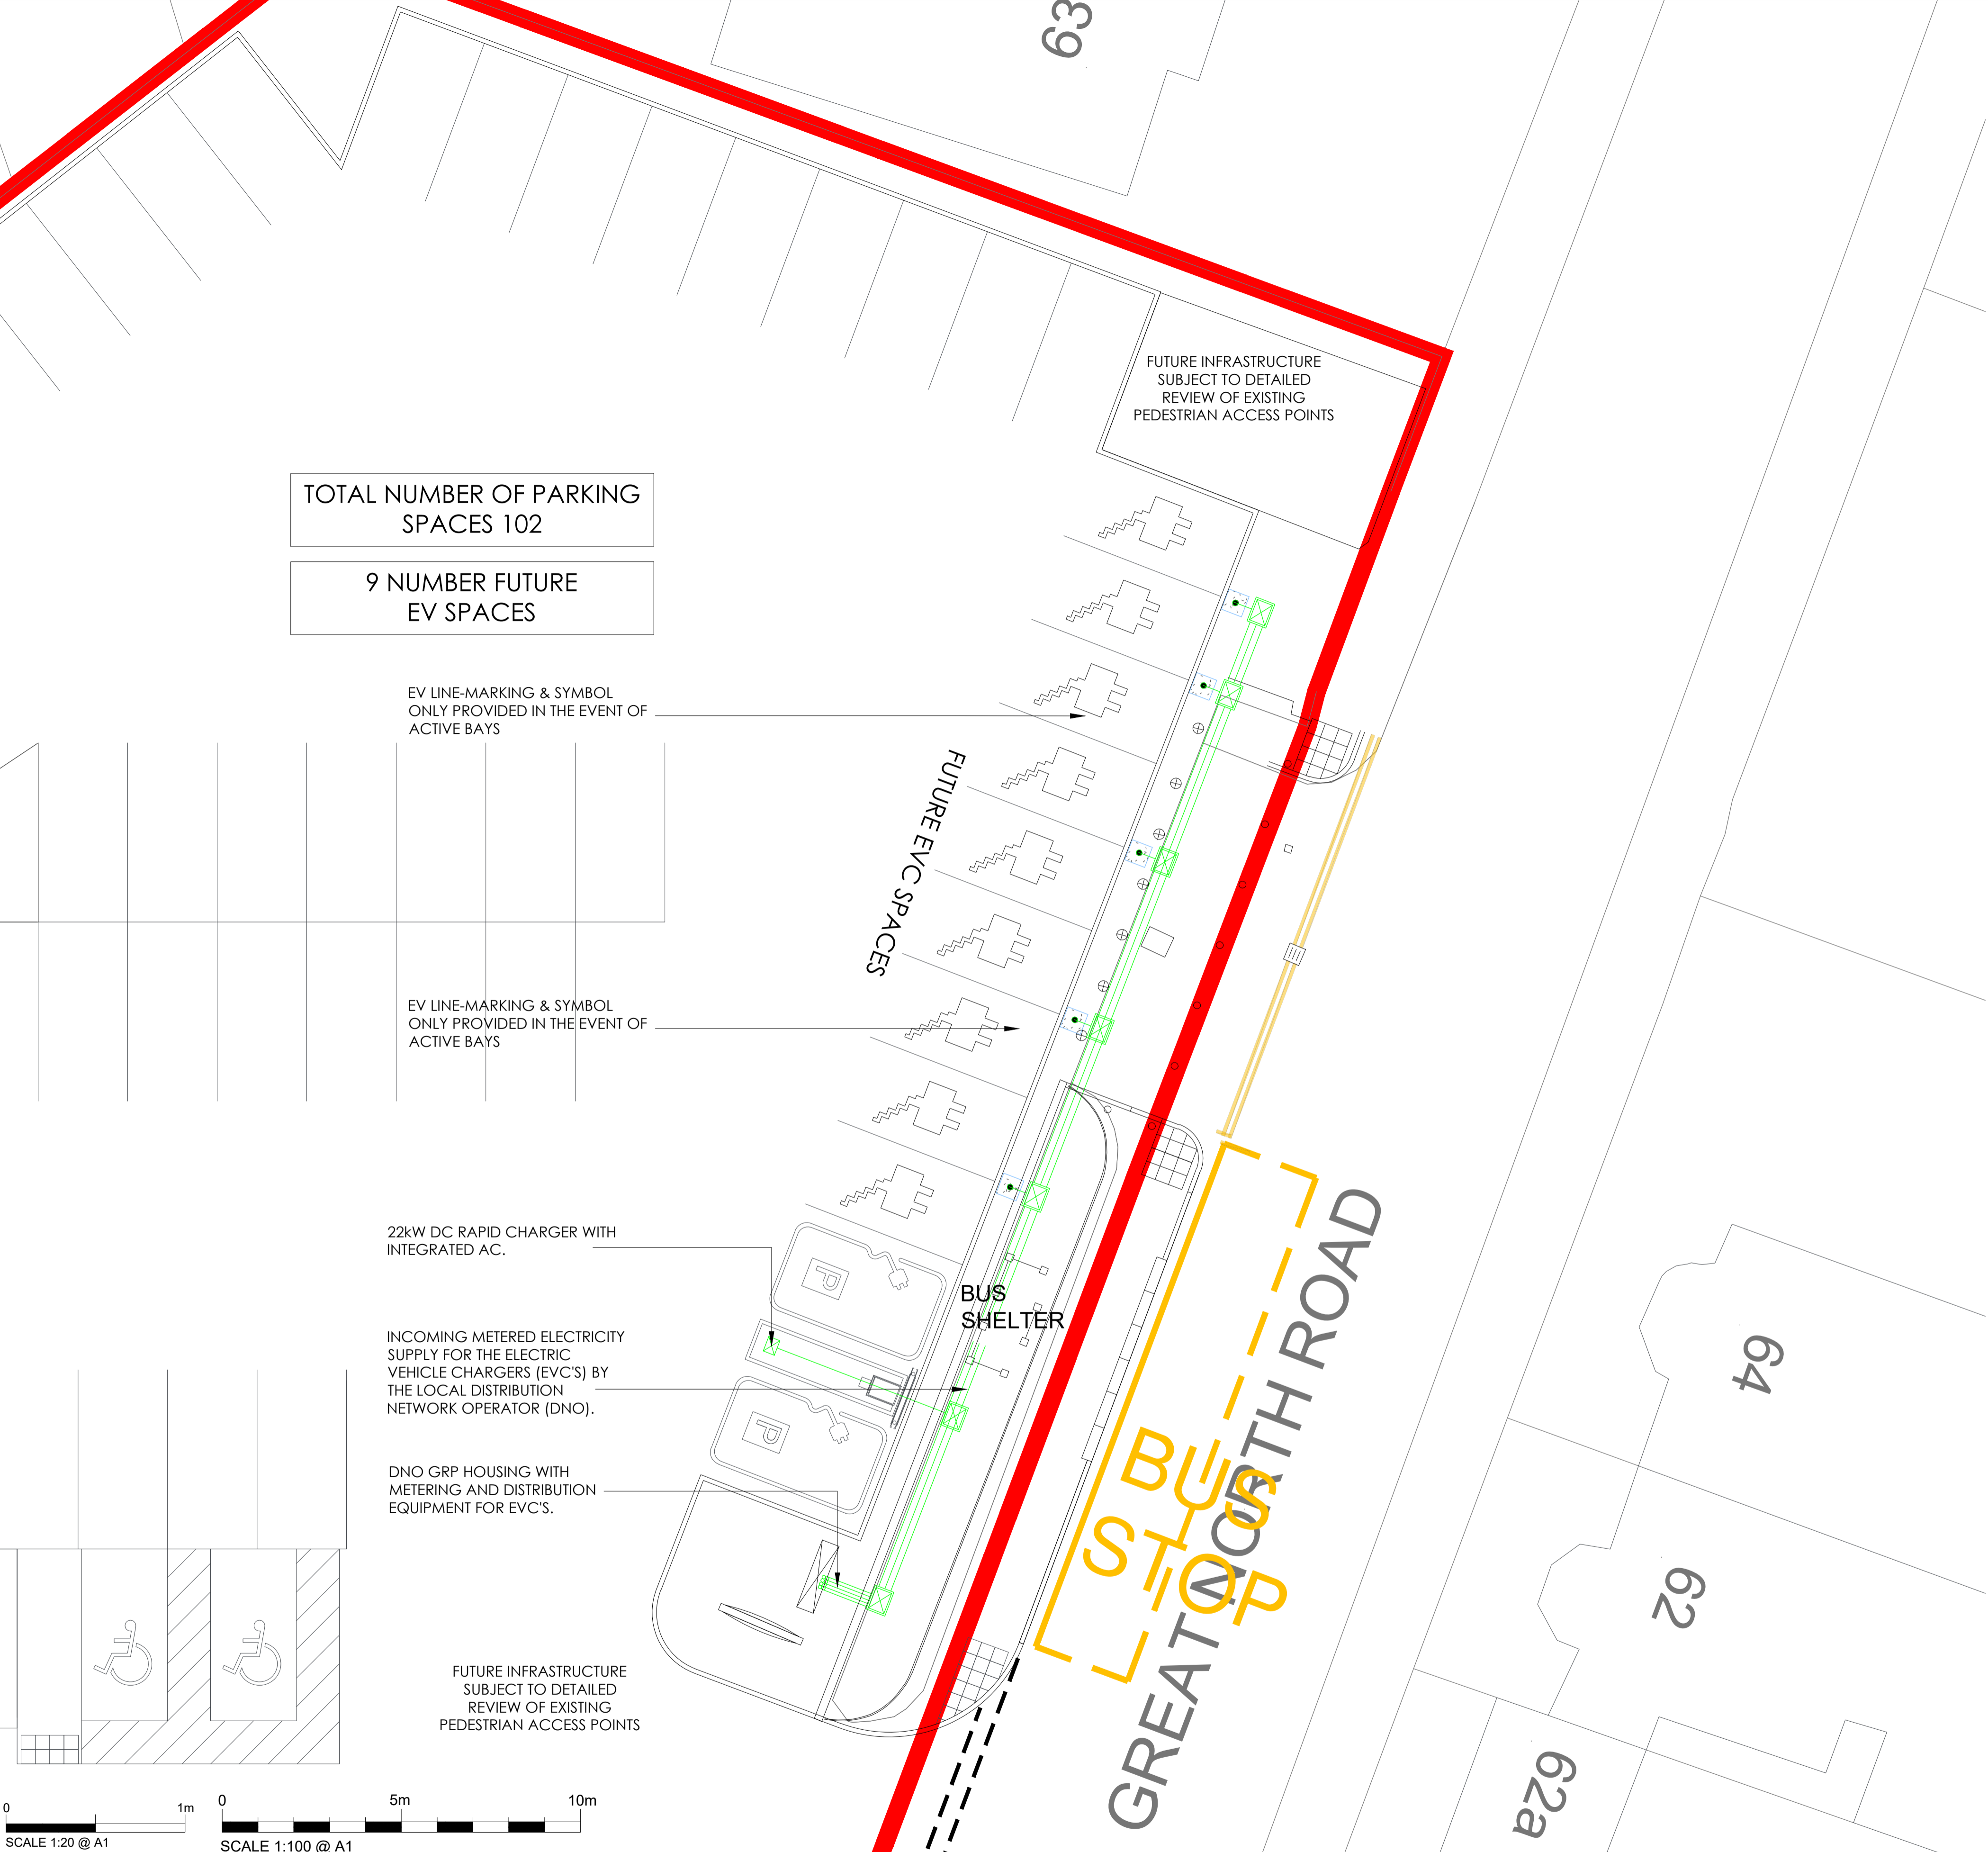 63
FUTURE INFRASTRUCTURE
SUBJECT TO DETAILED
REVIEW OF EXISTING
PEDESTRIAN ACCESS POINTS
TOTAL NUMBER OF PARKING
SPACES 102
9 NUMBER FUTURE
EV SPACES
EV LINE-MARKING & SYMBOL
ONLY PROVIDED IN THE EVENT OF
ACTIVE BAYS
FUTURE EVC SPACES
EV LINE-MARKING & SYMBOL
ONLY PROVIDED IN THE EVENT OF
ACTIVE BAYS
22kW DC RAPID CHARGER WITH
INTEGRATED AC.
P
BUS
SHELTER
INCOMING METERED ELECTRICITY
SUPPLY FOR THE ELECTRIC
VEHICLE CHARGERS (EVC'S) BY
THE LOCAL DISTRIBUTION
NETWORK OPERATOR (DNO).
P
DNO GRP HOUSING WITH
METERING AND DISTRIBUTION
EQUIPMENT FOR EVC'S.
BUS
STOP
GREAT NORTH ROAD
64
62
62a
FUTURE INFRASTRUCTURE
SUBJECT TO DETAILED
REVIEW OF EXISTING
PEDESTRIAN ACCESS POINTS
0 1m
SCALE 1:20 @ A1
0 5m 10m
SCALE 1:100 @ A1